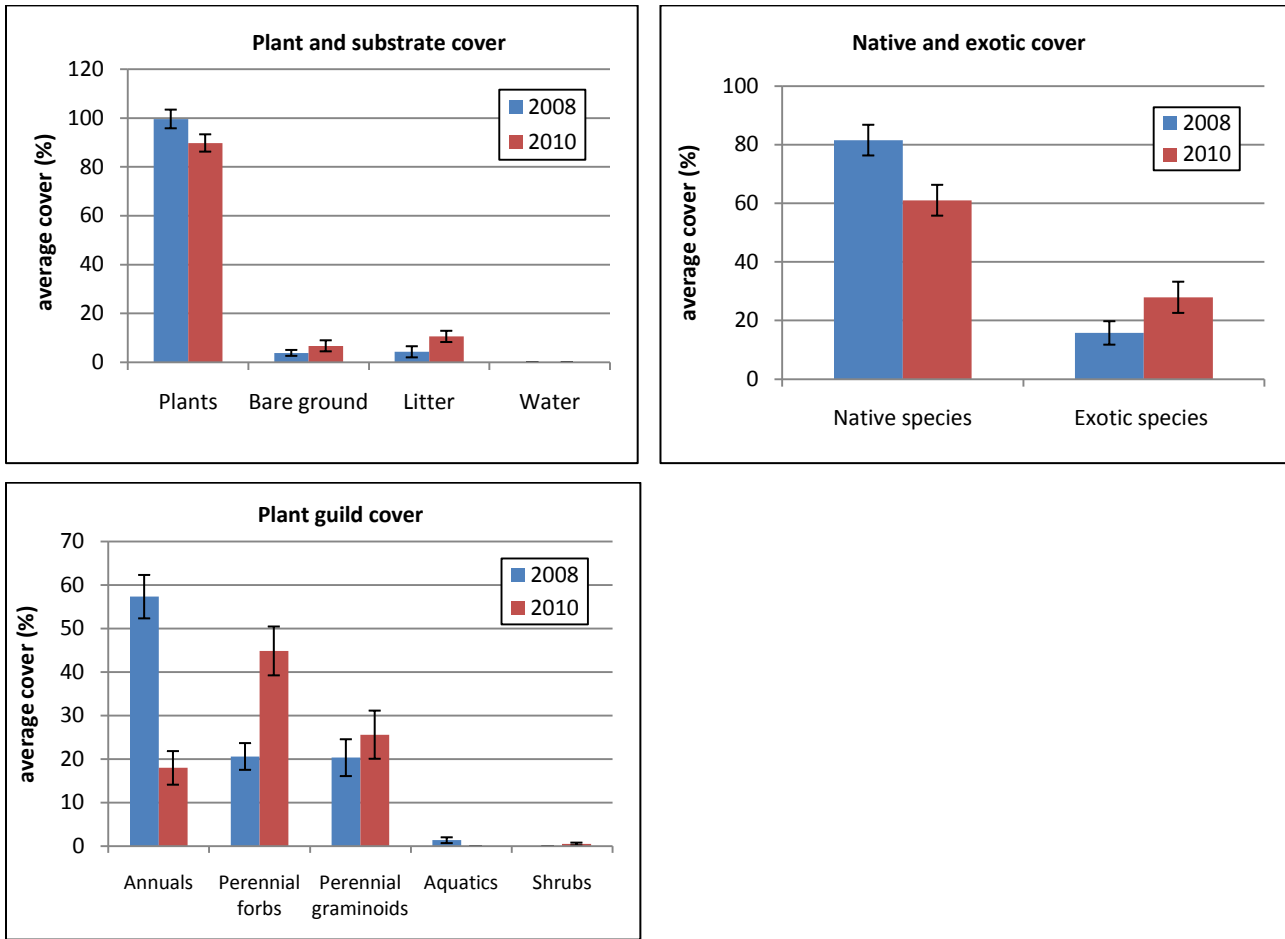 Plant and substrate cover
average cover (%)
120
100
80
60
40
20
0
2008
2010
Plants Bare ground Litter Water
Native and exotic cover
average cover (%)
100
80
60
40
20
0
2008
2010
Native species Exotic species
Plant guild cover
average cover (%)
70
60
50
40
30
20
10
0
2008
2010
Annuals Perennial Perennial Aquatics Shrubs
forbs graminoids